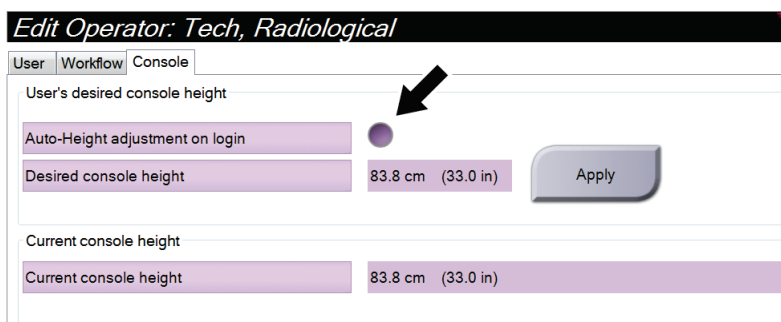 Edit Operator: Tech, Radiological
User Workflow Console
User's desired console height
Auto-Height adjustment on login
Desired console height 83.8 cm (33.0 in) Apply
Current console height
Current console height 83.8 cm (33.0 in)